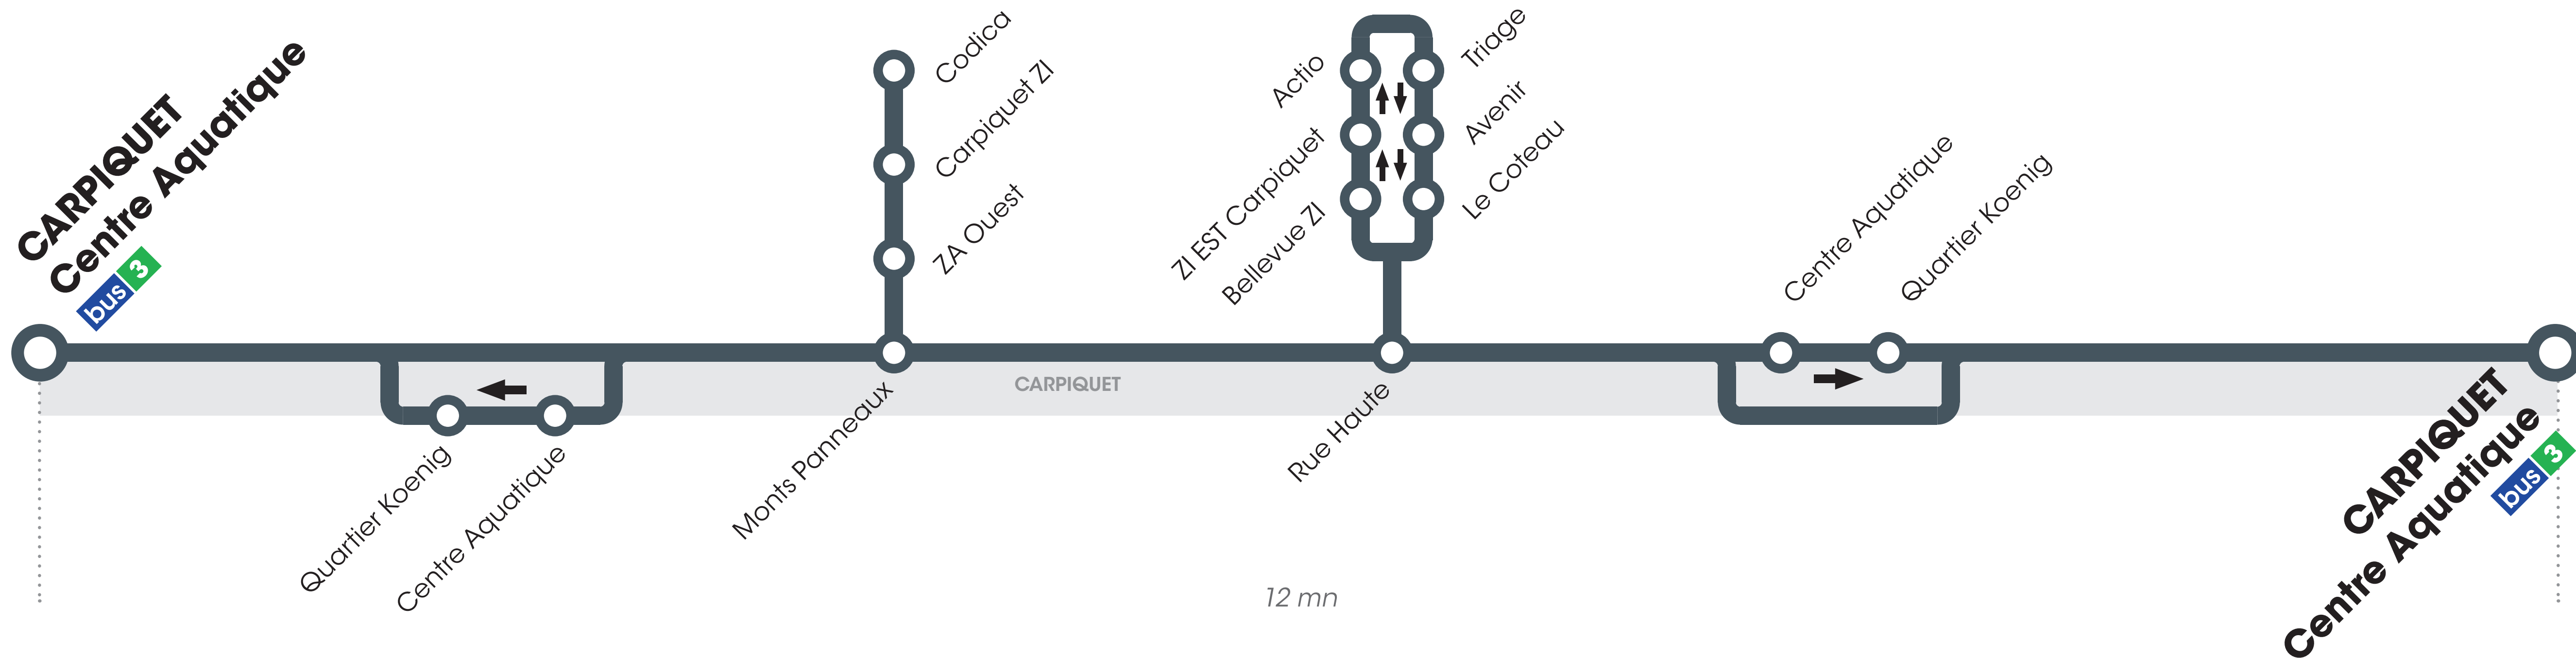 CARPIQUET
Centre Aquatique
bus 3
Codica
Carpiquet ZI
ZA Ouest
Actio
ZI EST Carpiquet
Bellevue ZI
Triage
Avenir
Le Coteau
Centre Aquatique
Quartier Koenig
CARPIQUET
Quartier Koenig
Centre Aquatique
Monts Panneaux
Rue Haute
12 mn
CARPIQUET
Centre Aquatique
bus 3